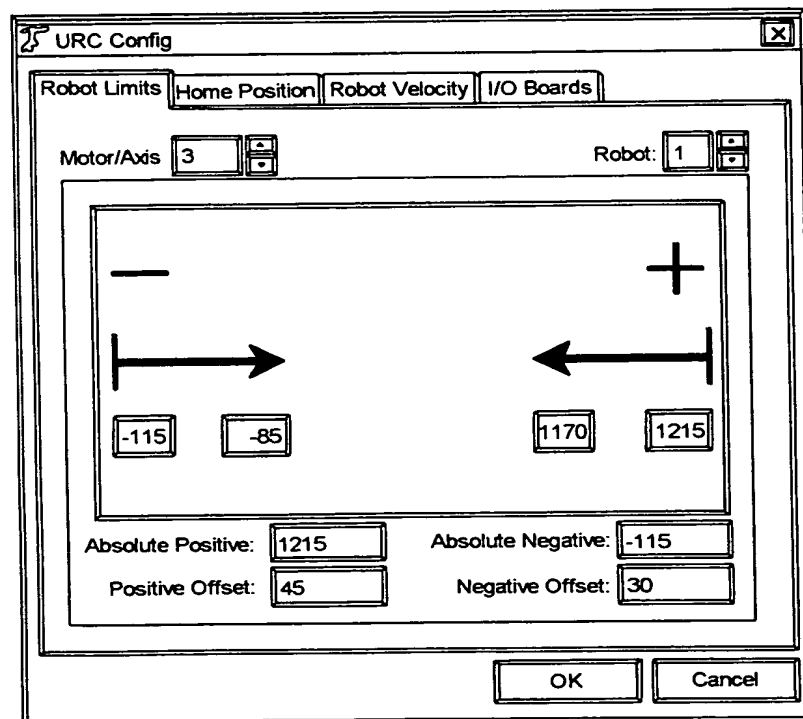 URC Config
Robot Limits Home Position Robot Velocity I/O Boards
Motor/Axis 3 Robot: 1
-115 -85 1170 1215
Absolute Positive: 1215 Absolute Negative: -115
Positive Offset: 45 Negative Offset: 30
OK Cancel